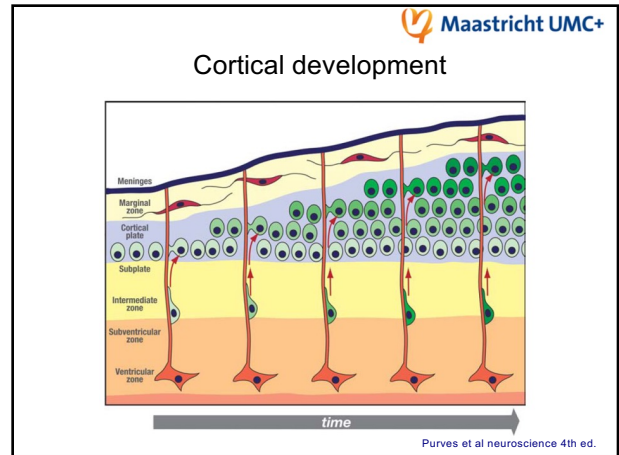 Maastricht UMC+
Cortical development
Meninges
Marginal
zone
Cortical
plate
Subplate
Intermediate
zone
Subventricular
zone
Ventricular
zone
time
Purves et al neuroscience 4th ed.